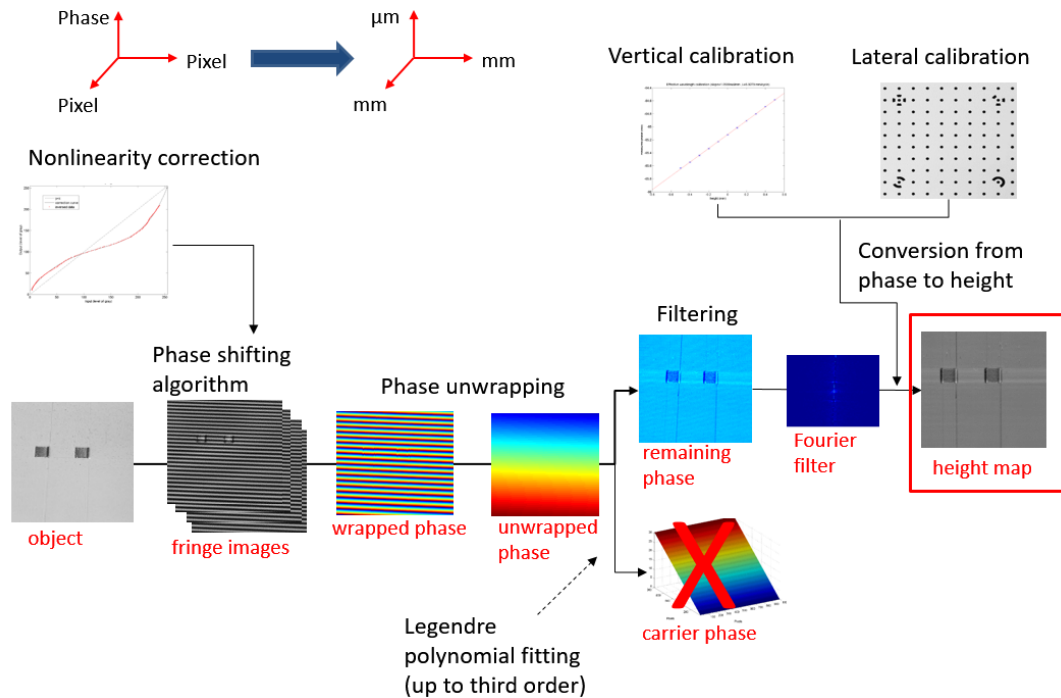 Phase
Pixel
Pixel
µm
mm
mm
Vertical calibration
Lateral calibration
Nonlinearity correction
Conversion from
phase to height
Phase shifting
algorithm
Phase unwrapping
Filtering
object
fringe images
wrapped phase
unwrapped
phase
remaining
phase
Fourier
filter
height map
carrier phase
Legendre
polynomial fitting
(up to third order)